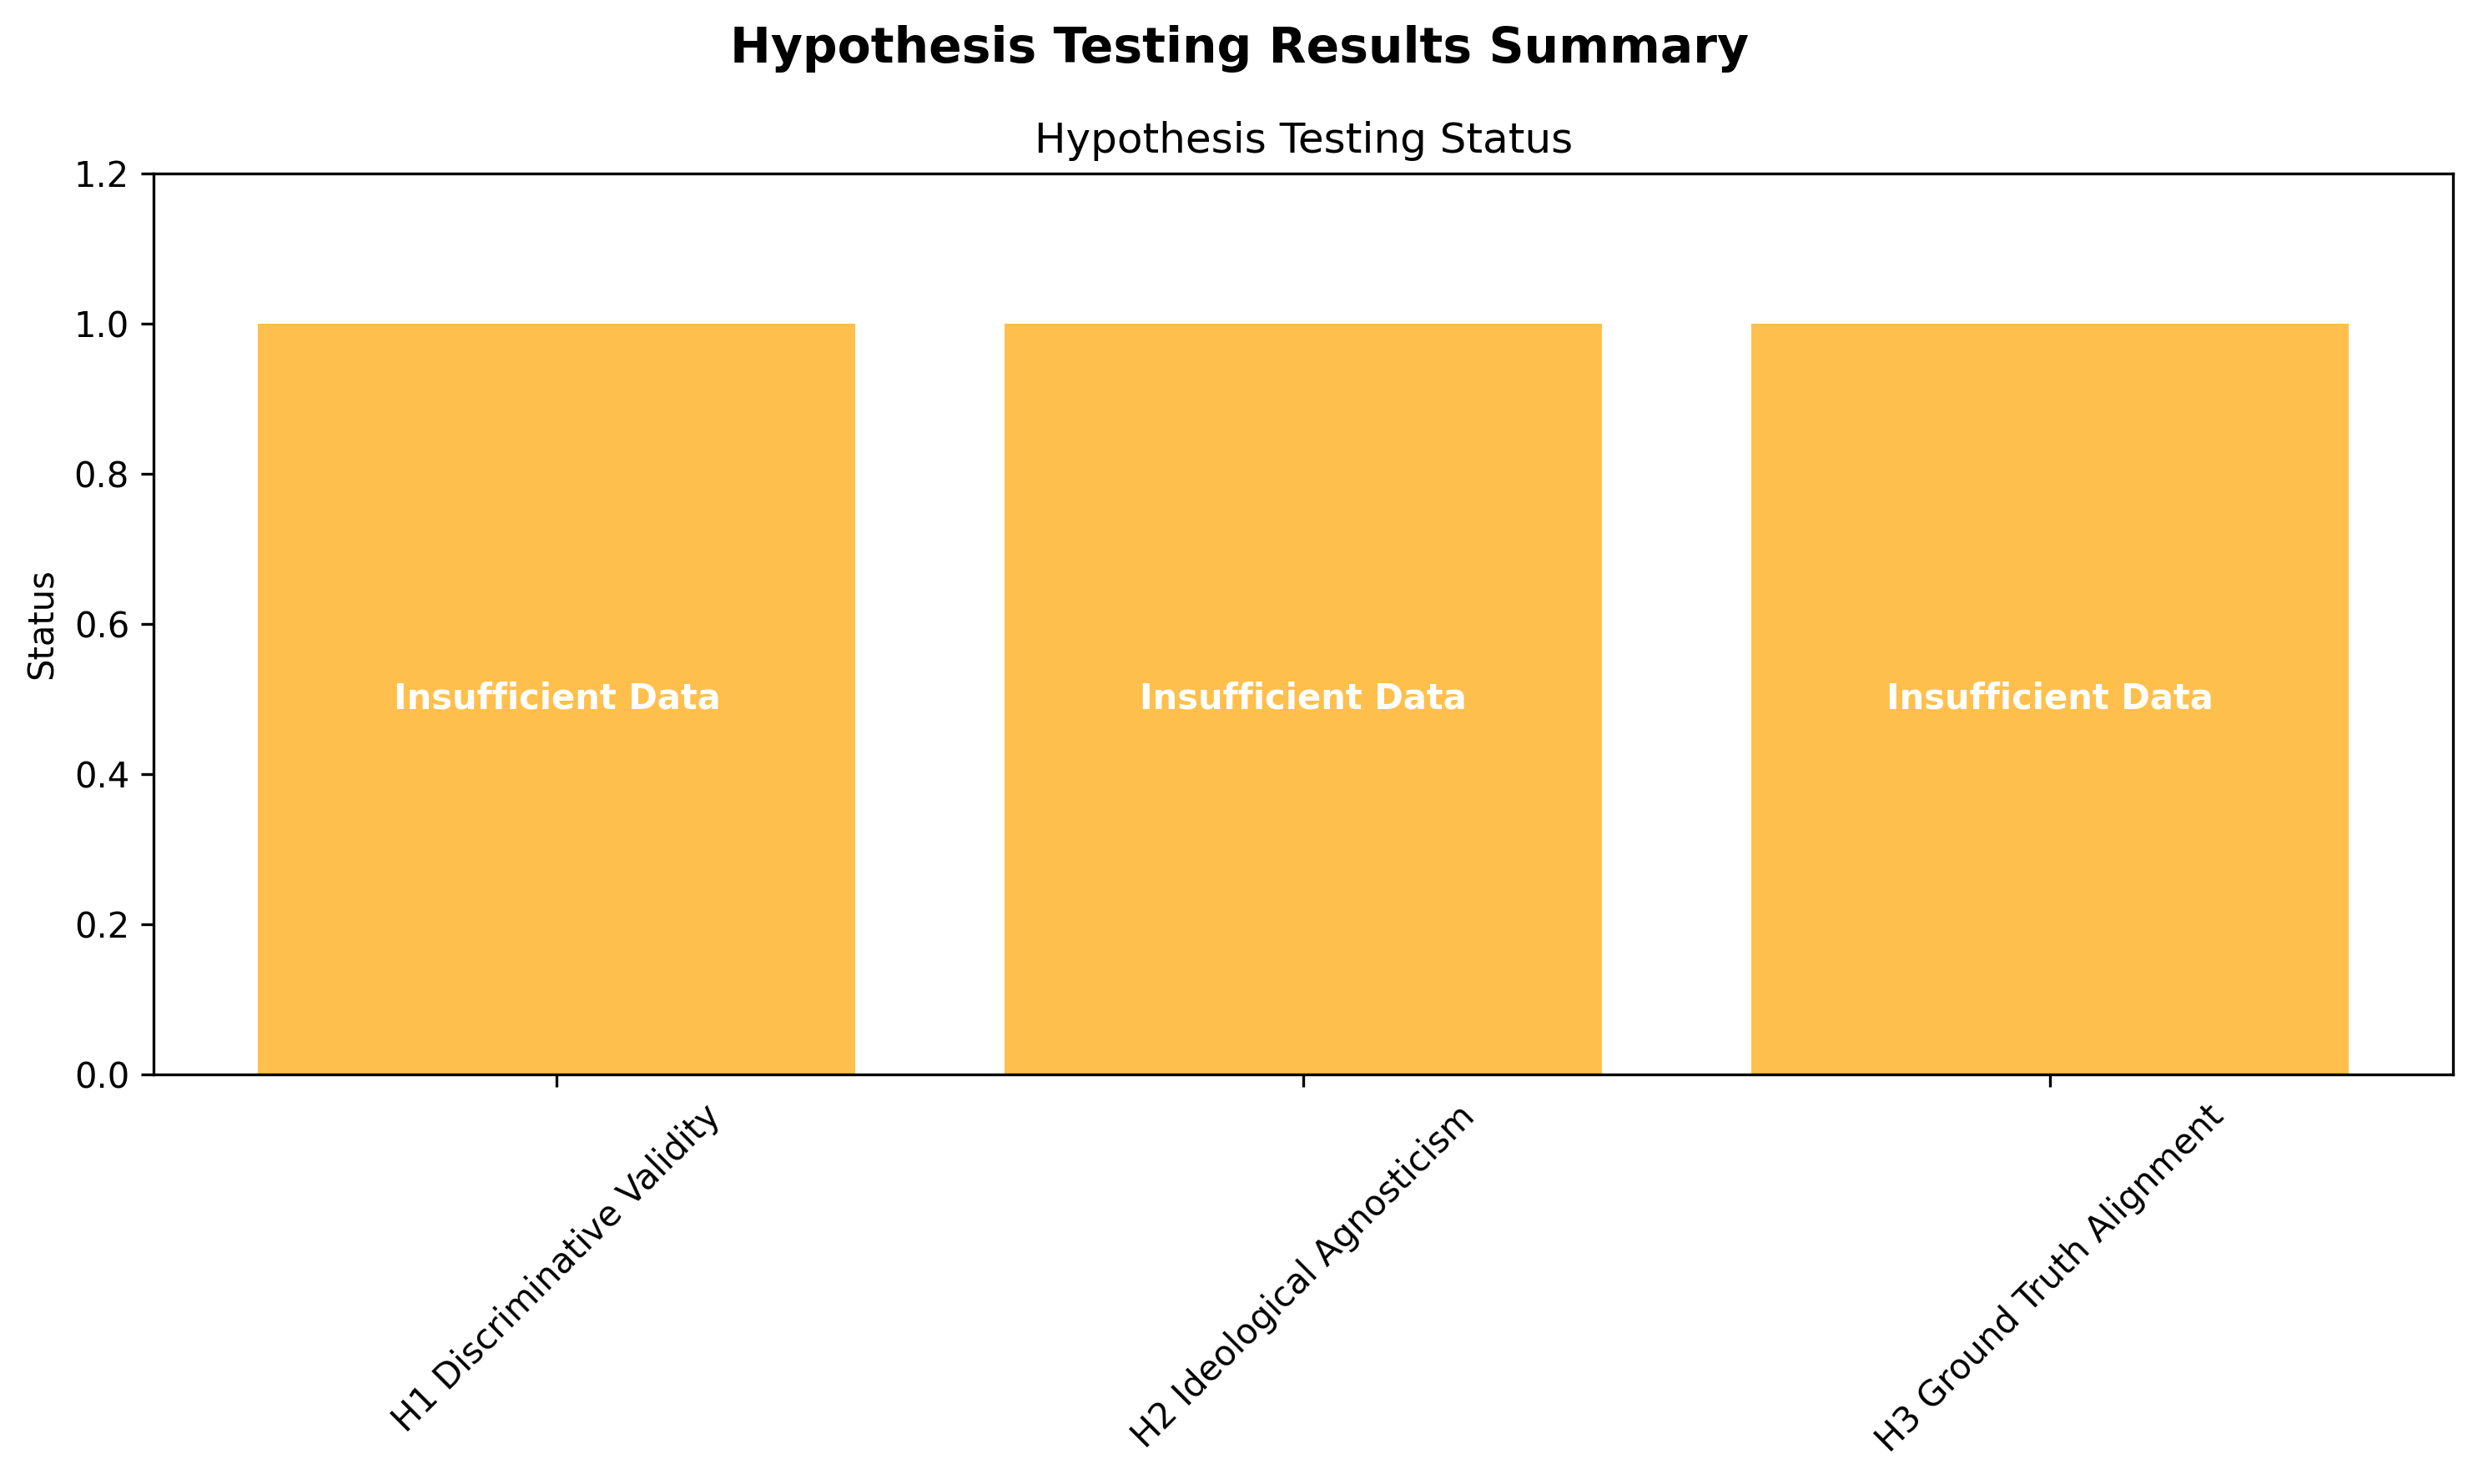 Hypothesis Testing Results Summary
Hypothesis Testing Status
1.2
1.0
0.8
0.6
0.4
0.2
0.0
Status
Insufficient Data
Insufficient Data
Insufficient Data
H1 Discriminative Validity
H2 Ideological Agnosticism
H3 Ground Truth Alignment